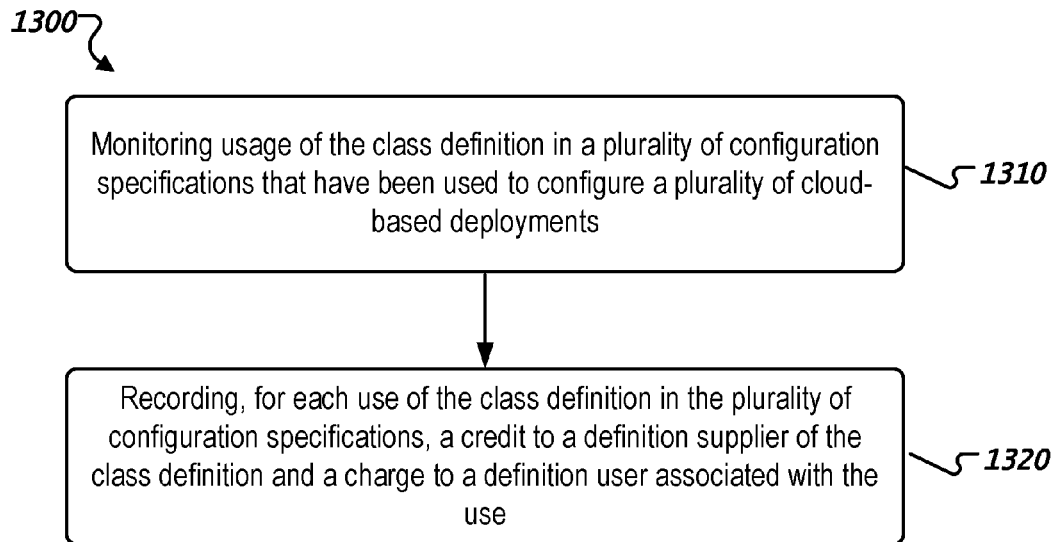 1300
Monitoring usage of the class definition in a plurality of configuration
specifications that have been used to configure a plurality of cloud-
based deployments
1310
Recording, for each use of the class definition in the plurality of
configuration specifications, a credit to a definition supplier of the
class definition and a charge to a definition user associated with the
use
1320